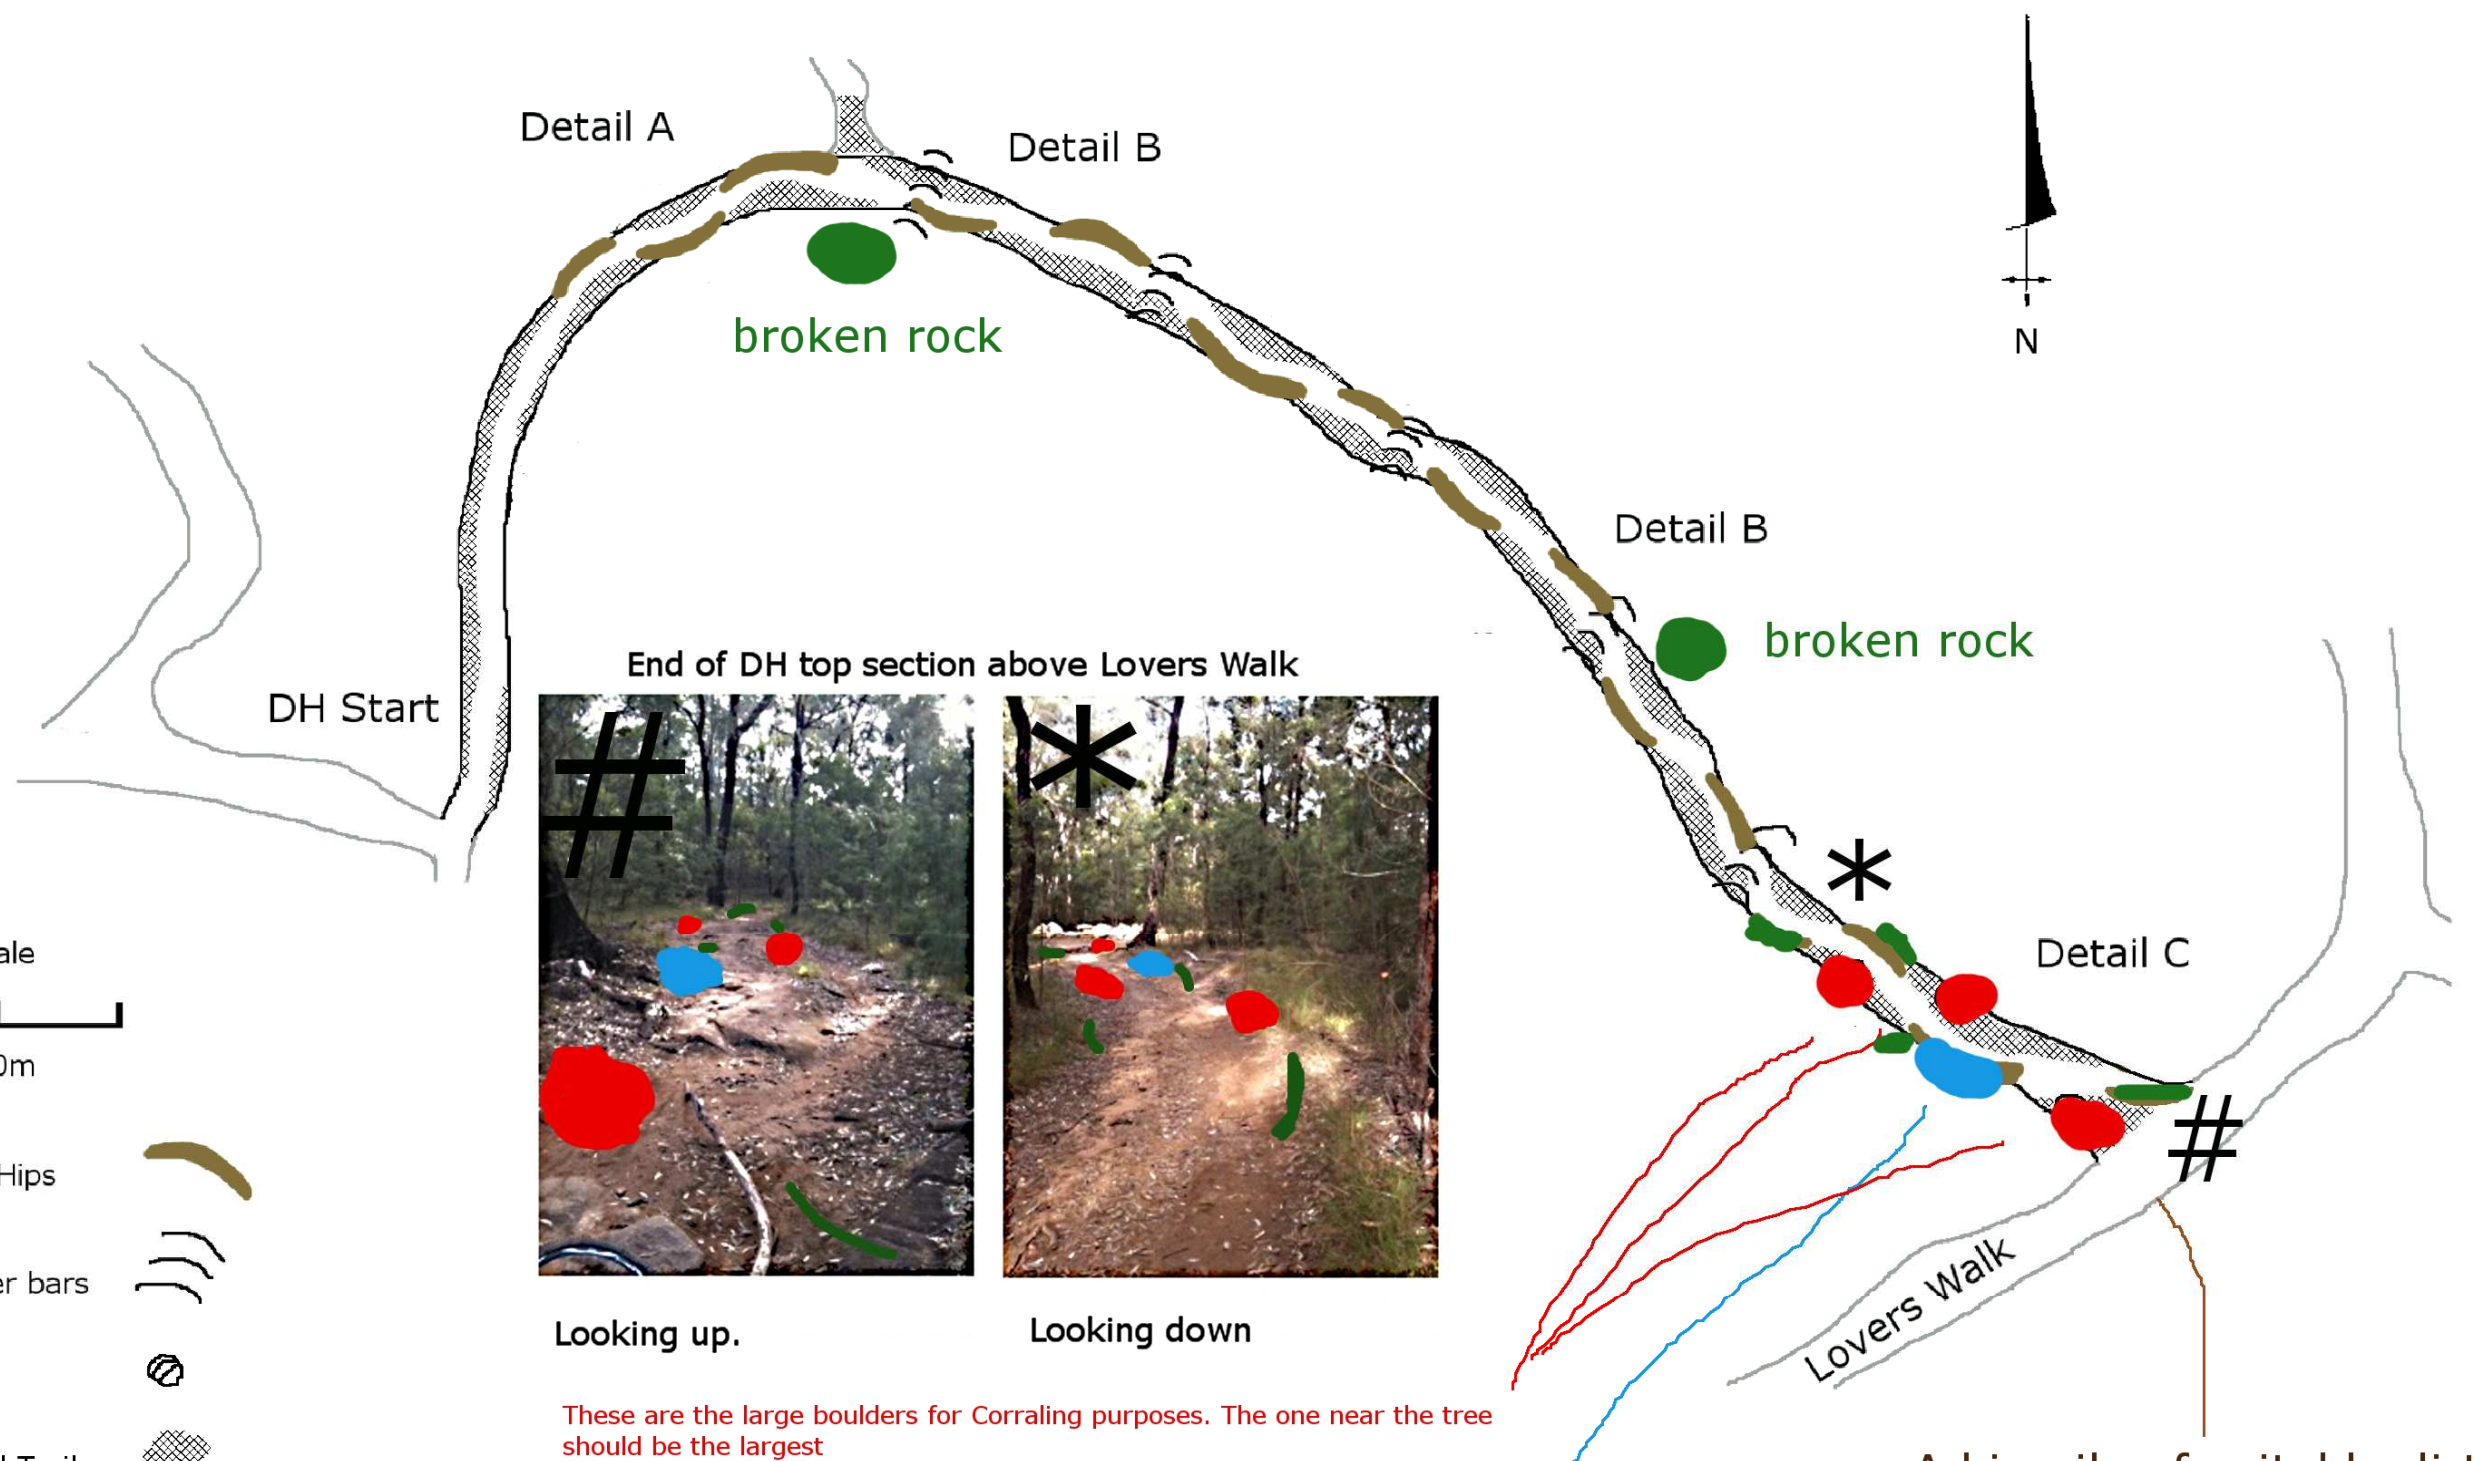 Detail A
Detail B
broken rock
N
Detail B
broken rock
End of DH top section above Lovers Walk
DH Start
#
*
*
Detail C
ale
0m
#
Hips
er bars
Lovers Walk
Looking up.
Looking down
These are the large boulders for Corraling purposes. The one near the tree
should be the largest